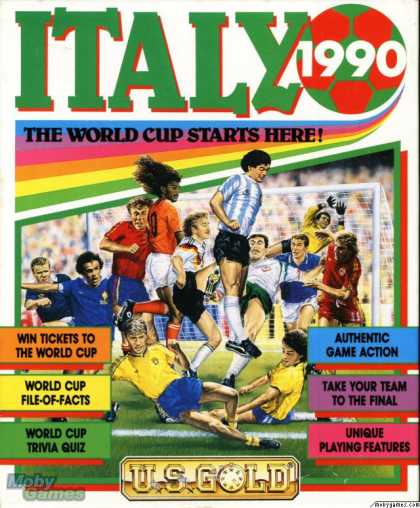 ITALY
1990
THE WORLD CUP STARTS HERE!
WIN TICKETS TO
THE WORLD CUP
WORLD CUP
FILE-OF-FACTS
WORLD CUP
TRIVIA QUIZ
AUTHENTIC
GAME ACTION
TAKE YOUR TEAM
TO THE FINAL
UNIQUE
PLAYING FEATURES
U.S. GOLD
Moby
Games
mobygames.com